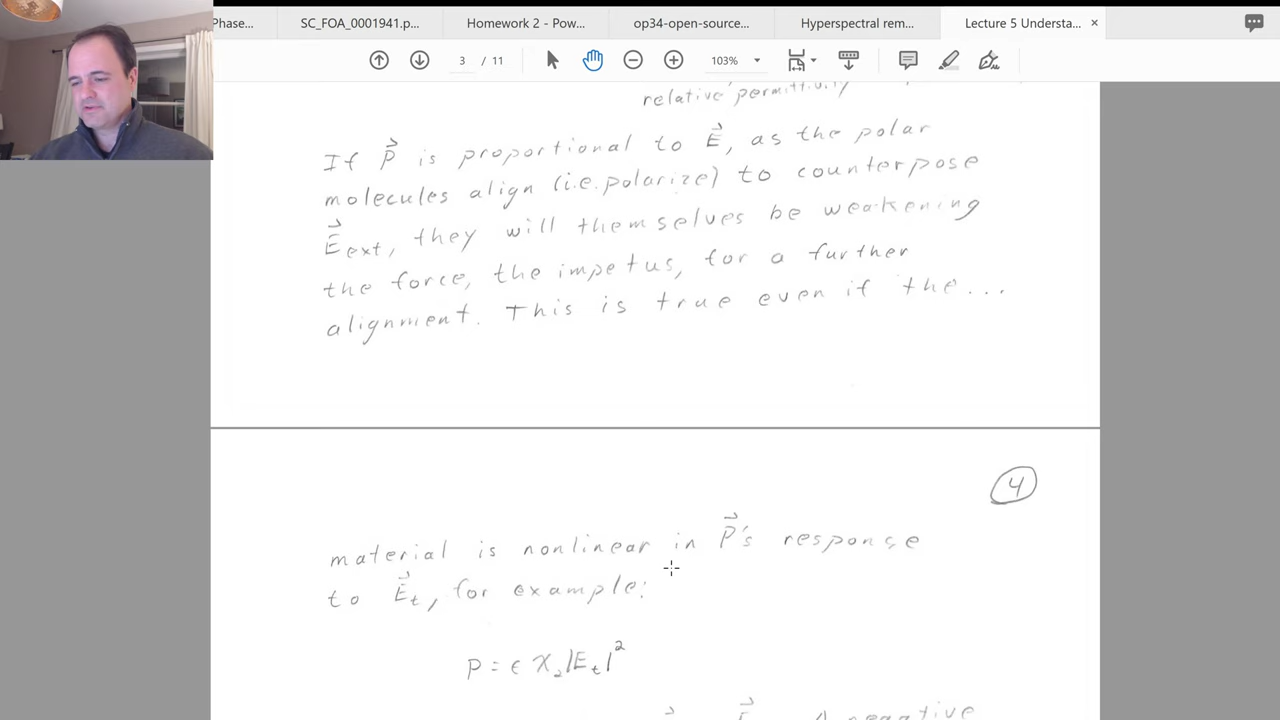 Phase...
SC_FOA_0001941.p...
Homework 2 - Pow...
op34-open-source...
Hyperspectral rem...
Lecture 5 Understa... ×
3 / 11
103%
relative permittivity
If P⃗ is proportional to E⃗, as the polar
molecules align (i.e. polarize) to counterpose
E⃗ext, they will themselves be weakening
the force, the impetus, for a further
alignment. This is true even if the...
4
material is nonlinear in P⃗'s response
to E⃗t, for example:
P = ϵ χ₂|Et|²
A negative